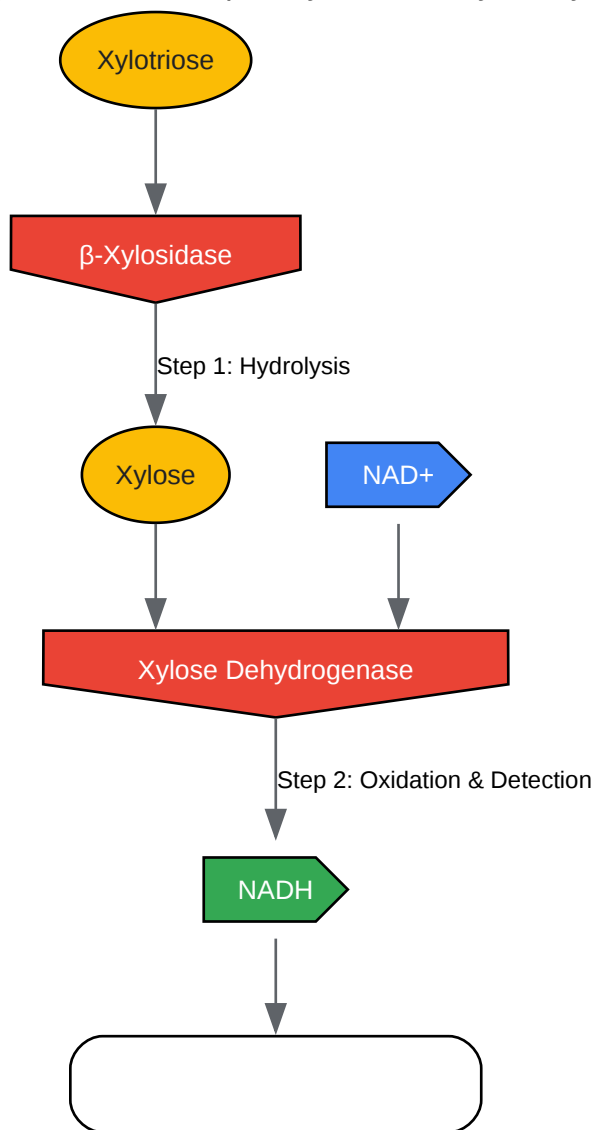 Xylotriose
β-Xylosidase
Step 1: Hydrolysis
Xylose
NAD+
Xylose Dehydrogenase
Step 2: Oxidation & Detection
NADH